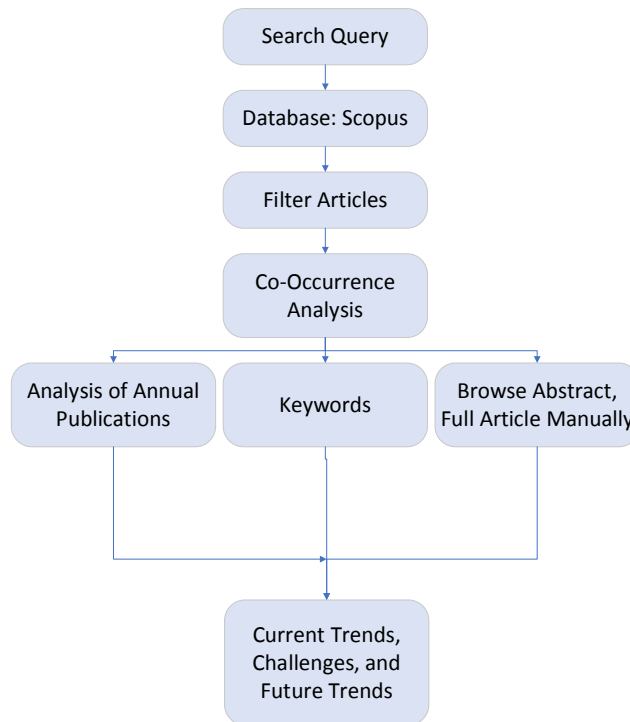 Search Query
Database: Scopus
Filter Articles
Co-Occurrence
Analysis
Analysis of Annual
Publications
Keywords
Browse Abstract,
Full Article Manually
Current Trends,
Challenges, and
Future Trends